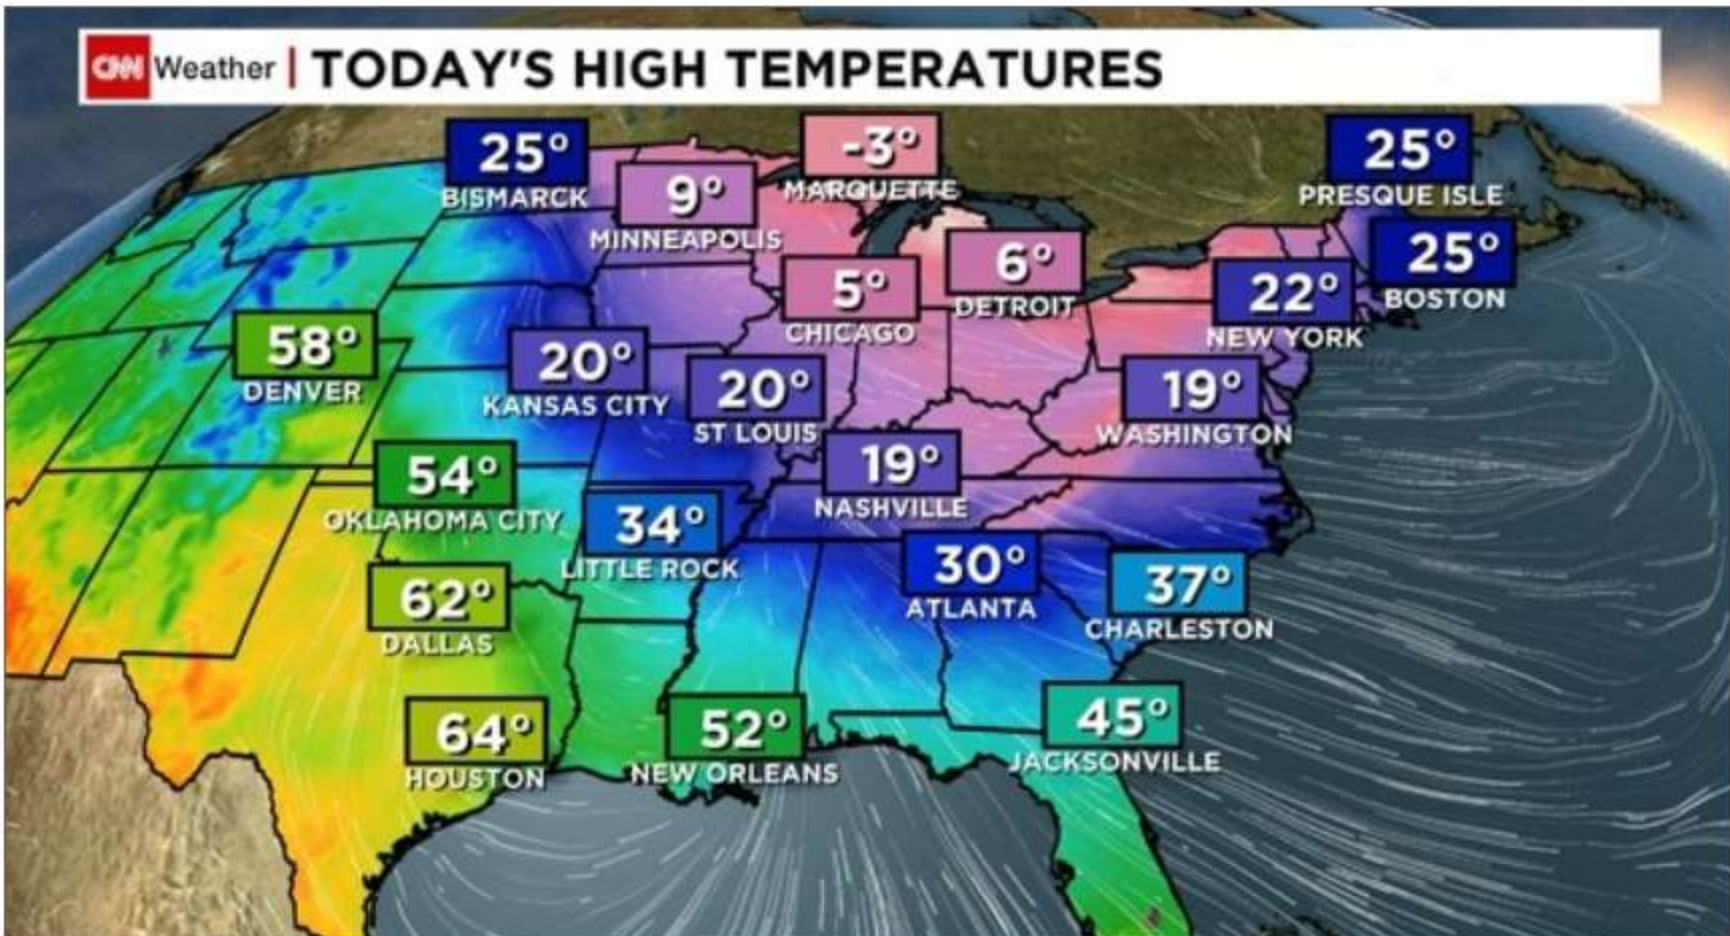 CNN Weather | TODAY'S HIGH TEMPERATURES
25°
BISMARCK
9°
MINNEAPOLIS
-3°
MARQUETTE
25°
PRESQUE ISLE
25°
BOSTON
6°
DETROIT
5°
CHICAGO
22°
NEW YORK
58°
DENVER
20°
KANSAS CITY
20°
ST LOUIS
19°
WASHINGTON
19°
NASHVILLE
54°
OKLAHOMA CITY
34°
LITTLE ROCK
30°
ATLANTA
37°
CHARLESTON
62°
DALLAS
64°
HOUSTON
52°
NEW ORLEANS
45°
JACKSONVILLE